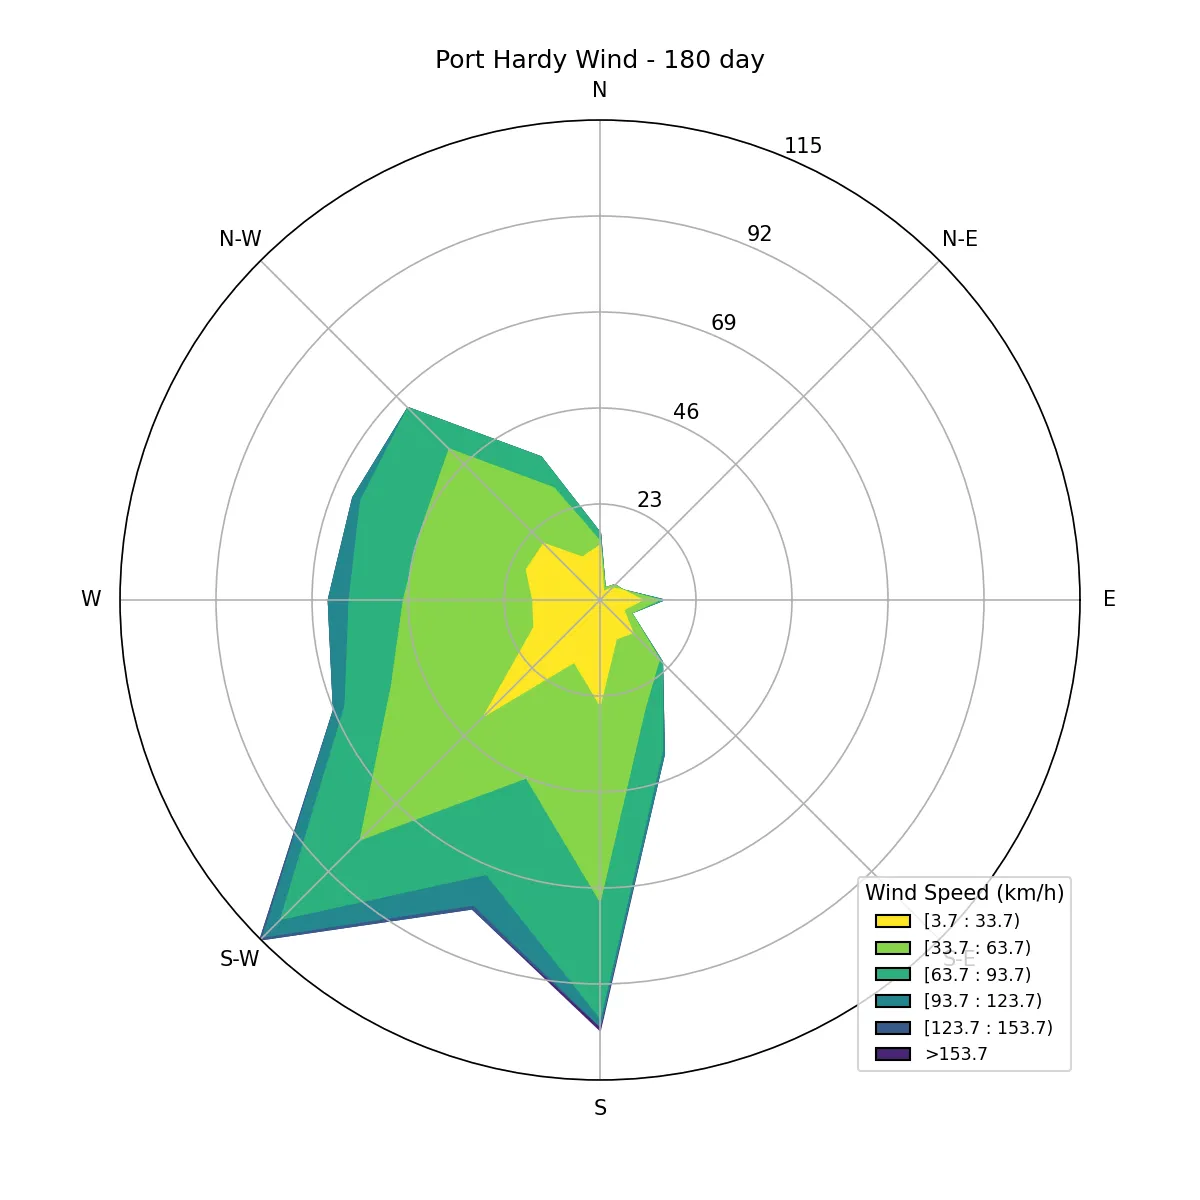 Port Hardy Wind - 180 day
N
115
N-W
92
N-E
69
46
23
W
E
Wind Speed (km/h)
[3.7 : 33.7)
[33.7 : 63.7)
S-W
S-E
[63.7 : 93.7)
[93.7 : 123.7)
[123.7 : 153.7)
>153.7
S